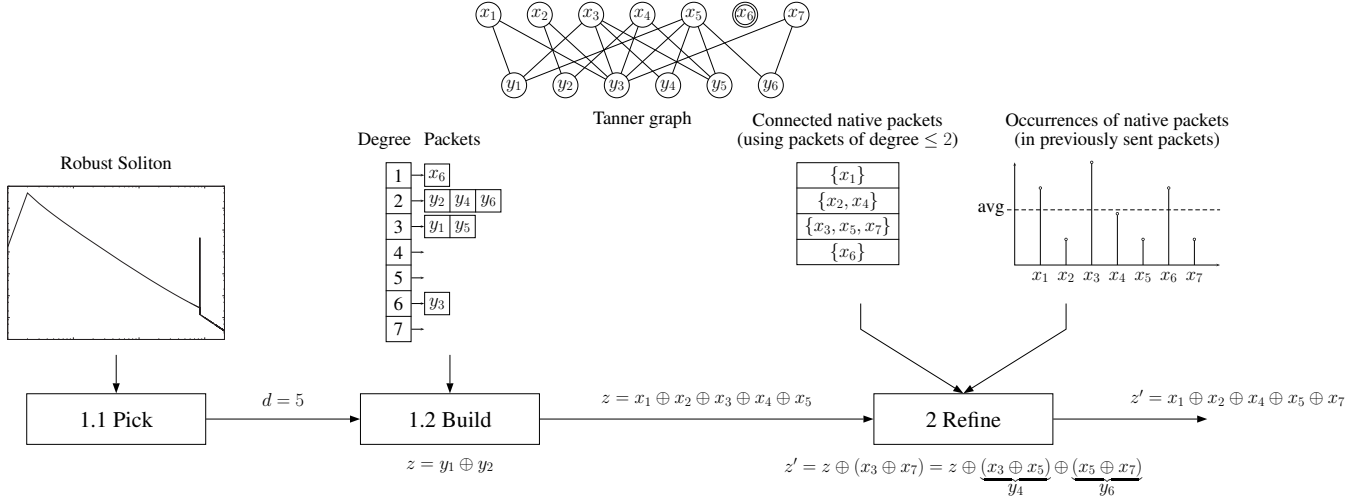 x₁ x₂ x₃ x₄ x₅ x₆ x₇
y₁ y₂ y₃ y₄ y₅ y₆
Tanner graph
Robust Soliton
Degree Packets
1 x₆
2 y₂ y₄ y₆
3 y₁ y₅
4
5
6 y₃
7
Connected native packets
(using packets of degree ≤ 2)
{x₁}
{x₂, x₄}
{x₃, x₅, x₇}
{x₆}
Occurrences of native packets
(in previously sent packets)
avg
x₁ x₂ x₃ x₄ x₅ x₆ x₇
1.1 Pick
d = 5
1.2 Build
z = y₁ ⊕ y₂
z = x₁ ⊕ x₂ ⊕ x₃ ⊕ x₄ ⊕ x₅
2 Refine
z′ = x₁ ⊕ x₂ ⊕ x₄ ⊕ x₅ ⊕ x₇
z′ = z ⊕ (x₃ ⊕ x₇) = z ⊕ (x₃ ⊕ x₅) ⊕ (x₅ ⊕ x₇)
y₄ y₆